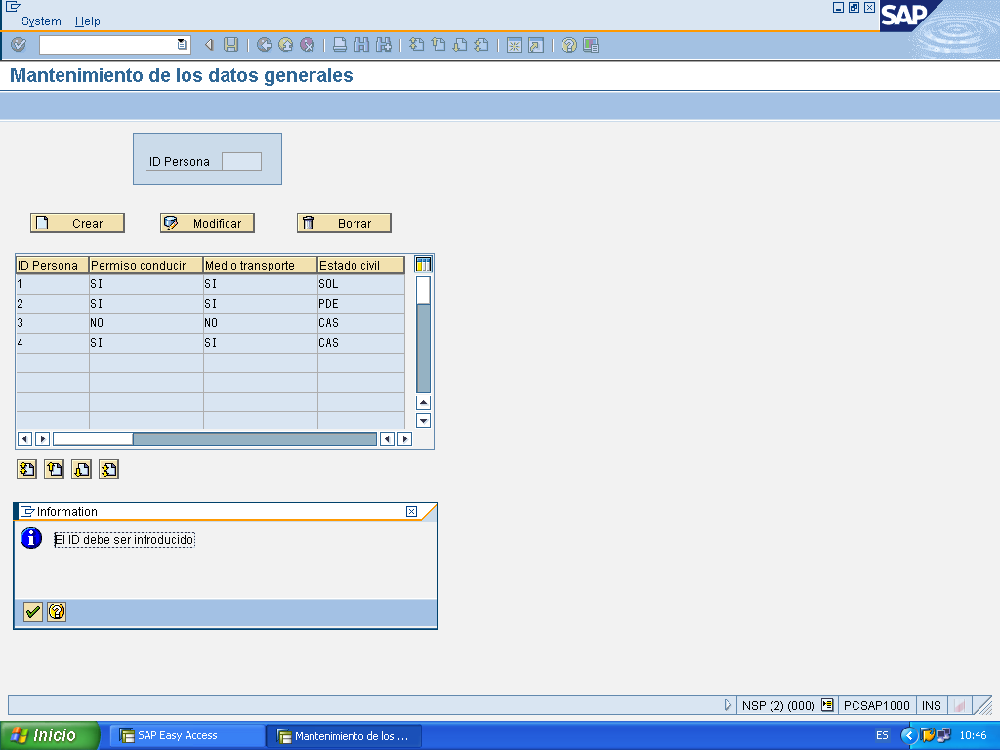 System Help
SAP
Mantenimiento de los datos generales
ID Persona
Crear Modificar Borrar
ID Persona Permiso conducir Medio transporte Estado civil
1 SI SI SOL
2 SI SI PDE
3 NO NO CAS
4 SI SI CAS
Information
El ID debe ser introducido
NSP (2) (000) PCSAP1000 INS
Inicio SAP Easy Access Mantenimiento de los ... ES 10:46